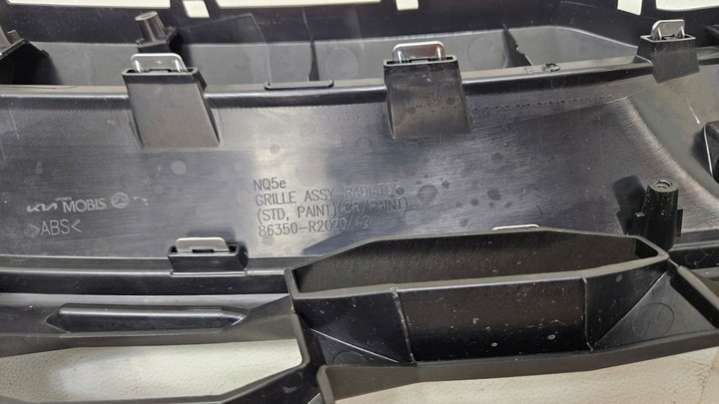 KIA MOBIS
>ABS<
NQ5e
GRILLE ASSY
(STD, PAINT)
86350-R2020